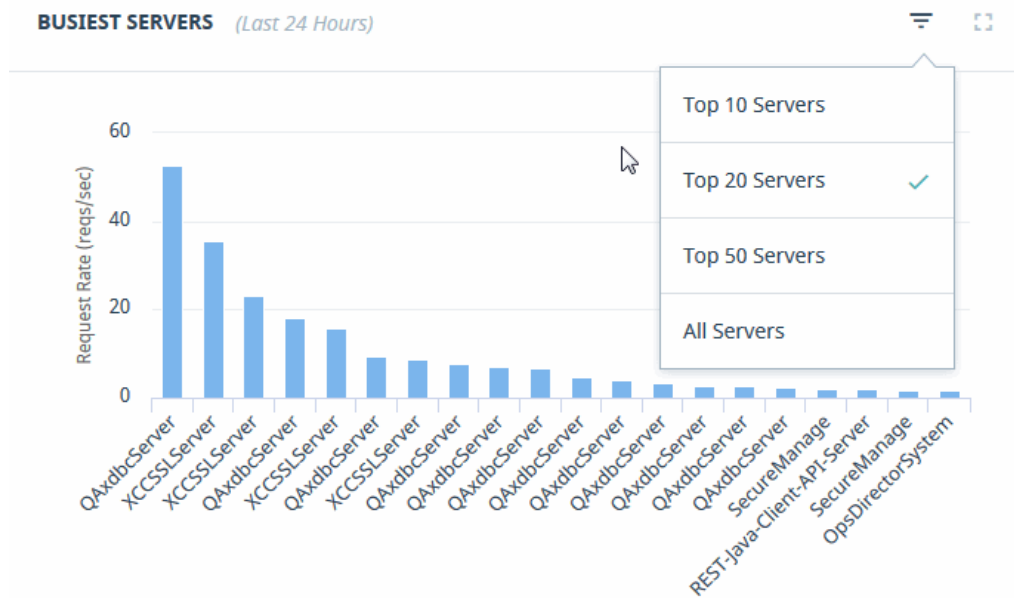 BUSIEST SERVERS (Last 24 Hours)
Top 10 Servers
Top 20 Servers
Top 50 Servers
All Servers
Request Rate (reqs/sec)
60
40
20
0
QAxdbcServer
XCCSSLServer
XCCSSLServer
QAxdbcServer
XCCSSLServer
QAxdbcServer
XCCSSLServer
QAxdbcServer
QAxdbcServer
QAxdbcServer
QAxdbcServer
QAxdbcServer
QAxdbcServer
QAxdbcServer
QAxdbcServer
QAxdbcServer
SecureManage
REST-Java-Client-API-Server
SecureManage
OpsDirectorSystem